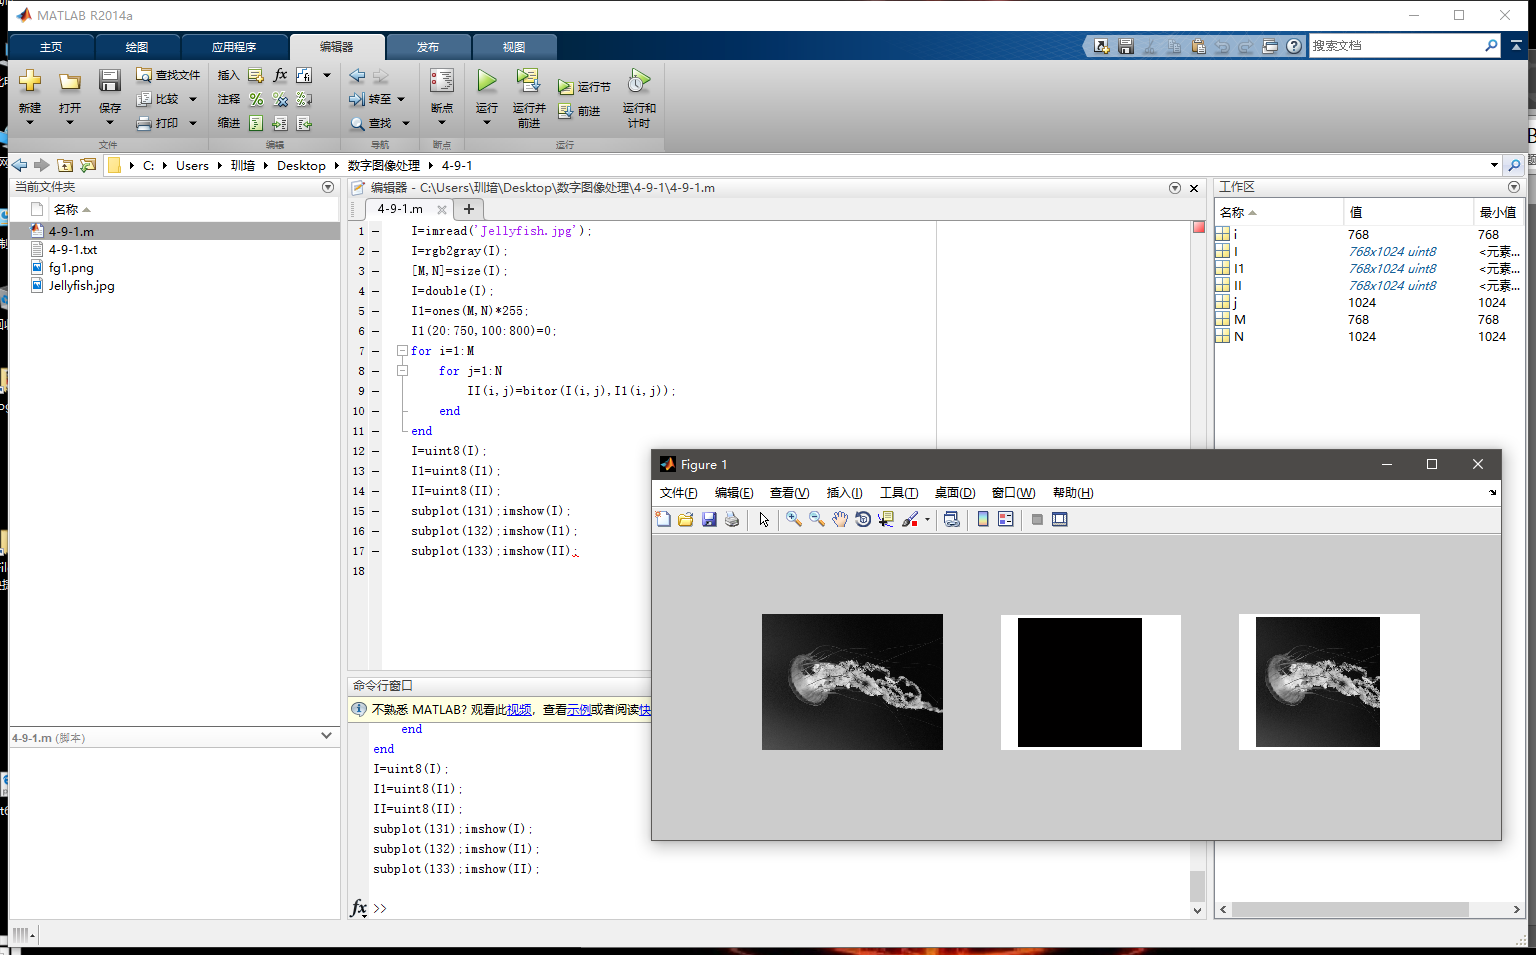 MATLAB R2014a
主页 绘图 应用程序 编辑器 发布 视图
搜索文档
查找文件 插入 fx fi
比较 注释 转至 运行节
新建 打开 保存 断点 运行 运行并 前进 运行和
前进 计时
打印 缩进 查找
文件 编辑 导航 断点 运行
C: Users 玥培 Desktop 数字图像处理 4-9-1
当前文件夹
名称
4-9-1.m
4-9-1.txt
fg1.png
Jellyfish.jpg
4-9-1.m (脚本)
编辑器 - C:\Users\玥培\Desktop\数字图像处理\4-9-1\4-9-1.m
4-9-1.m
1 I=imread('Jellyfish.jpg');
2 I=rgb2gray(I);
3 [M,N]=size(I);
4 I=double(I);
5 I1=ones(M,N)*255;
6 I1(20:750,100:800)=0;
7 for i=1:M
8 for j=1:N
9 II(i,j)=bitor(I(i,j),I1(i,j));
10 end
11 end
12 I=uint8(I);
13 I1=uint8(I1);
14 II=uint8(II);
15 subplot(131);imshow(I);
16 subplot(132);imshow(I1);
17 subplot(133);imshow(II);
18
命令行窗口
不熟悉 MATLAB? 观看此视频, 查看示例或者阅读快
end
end
I=uint8(I);
I1=uint8(I1);
II=uint8(II);
subplot(131);imshow(I);
subplot(132);imshow(I1);
subplot(133);imshow(II);
fx >>
工作区
名称 值 最小值
i 768 768
I 768x1024 uint8 <元素...
I1 768x1024 uint8 <元素...
II 768x1024 uint8 <元素...
j 1024 1024
M 768 768
N 1024 1024
Figure 1
文件(F) 编辑(E) 查看(V) 插入(I) 工具(T) 桌面(D) 窗口(W) 帮助(H)